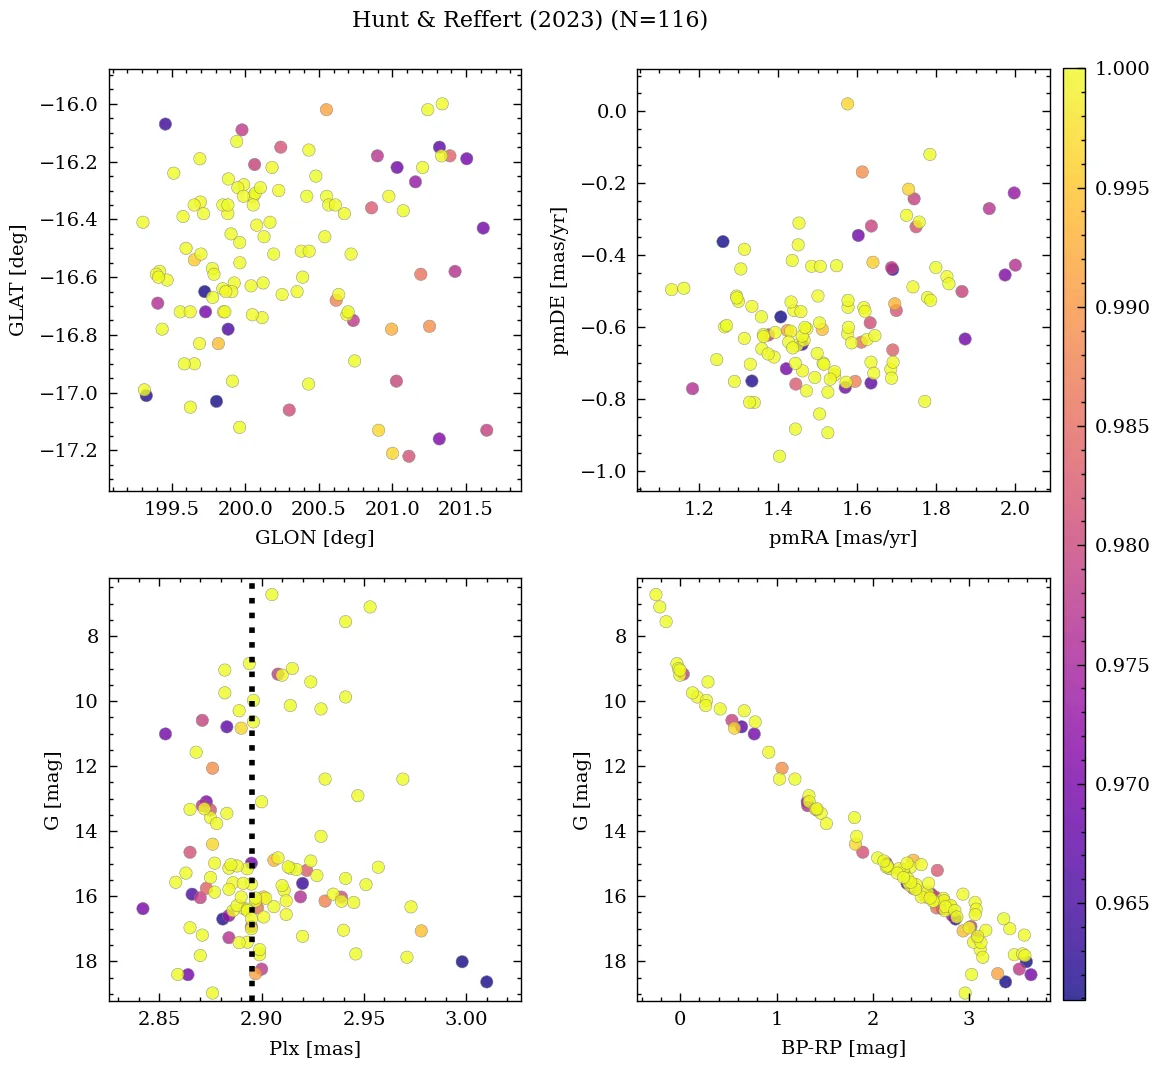 Hunt & Reffert (2023) (N=116)
−16.0
−16.2
−16.4
−16.6
−16.8
−17.0
−17.2
GLAT [deg]
199.5 200.0 200.5 201.0 201.5
GLON [deg]
0.0
−0.2
−0.4
−0.6
−0.8
−1.0
pmDE [mas/yr]
1.2 1.4 1.6 1.8 2.0
pmRA [mas/yr]
8
10
12
14
16
18
G [mag]
2.85 2.90 2.95 3.00
Plx [mas]
8
10
12
14
16
18
G [mag]
0 1 2 3
BP-RP [mag]
1.000
0.995
0.990
0.985
0.980
0.975
0.970
0.965